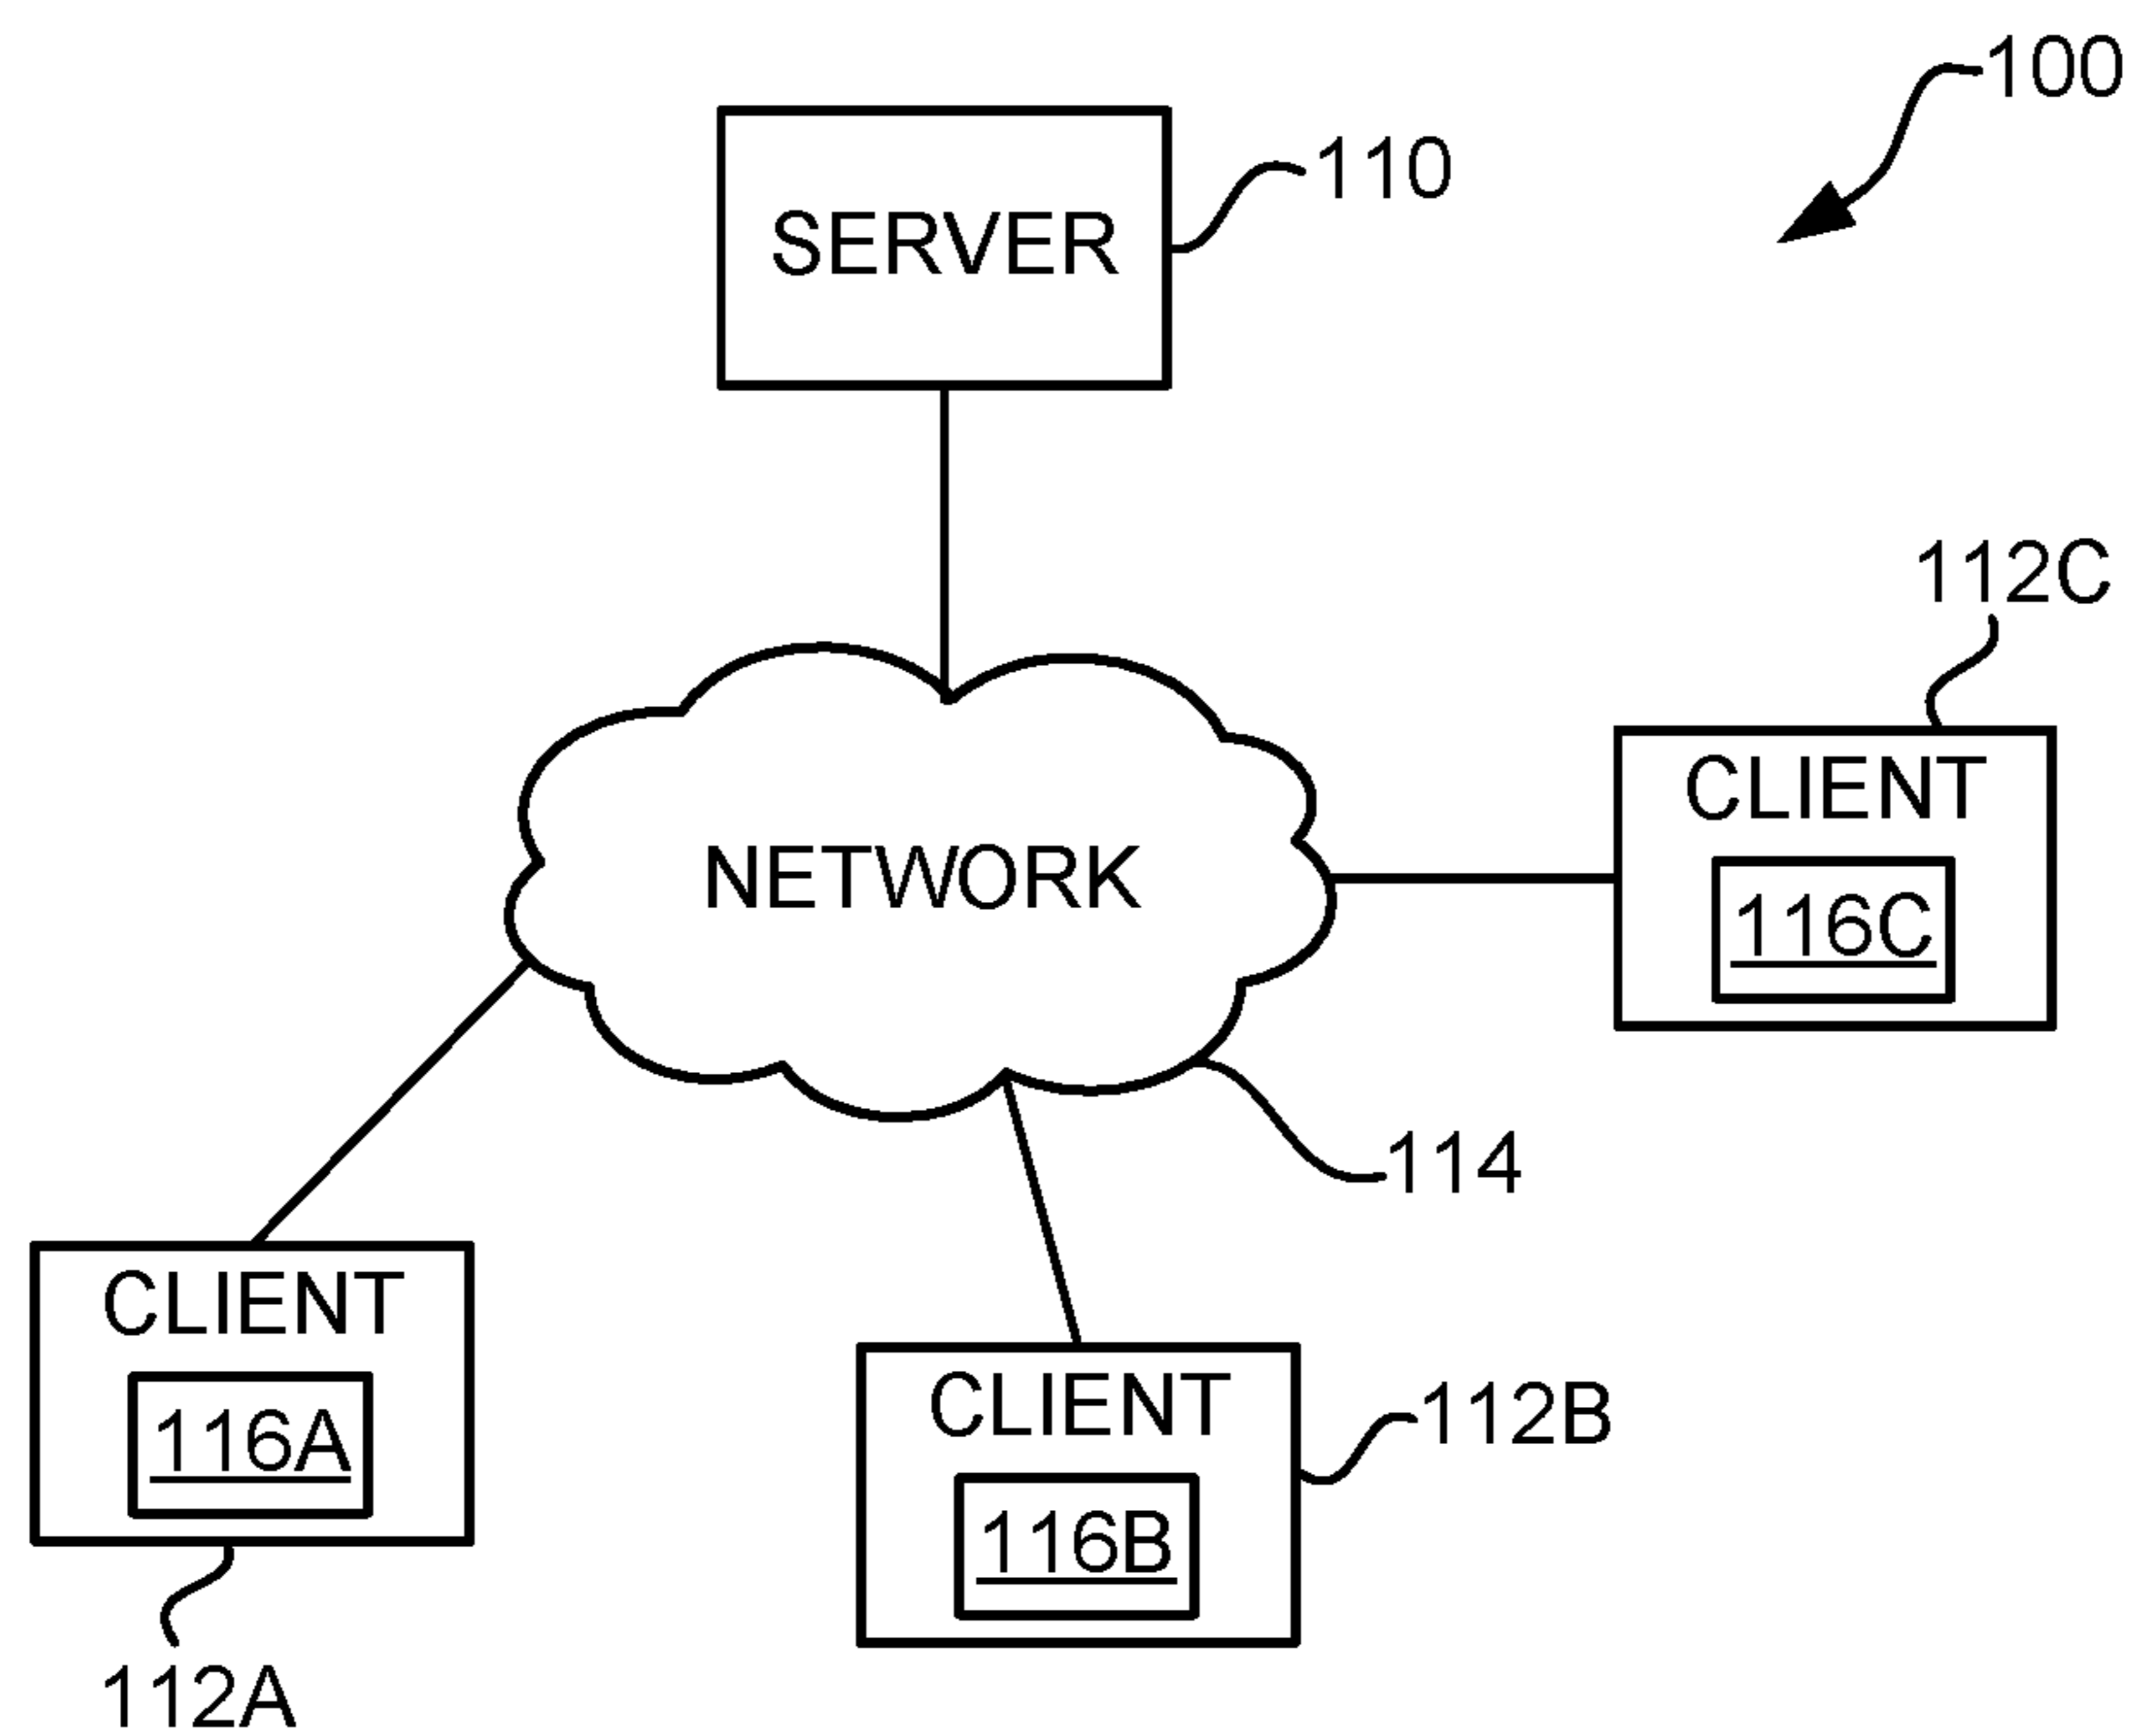 100
110
SERVER
112C
CLIENT
116C
NETWORK
114
CLIENT
116A
112A
CLIENT
116B
112B